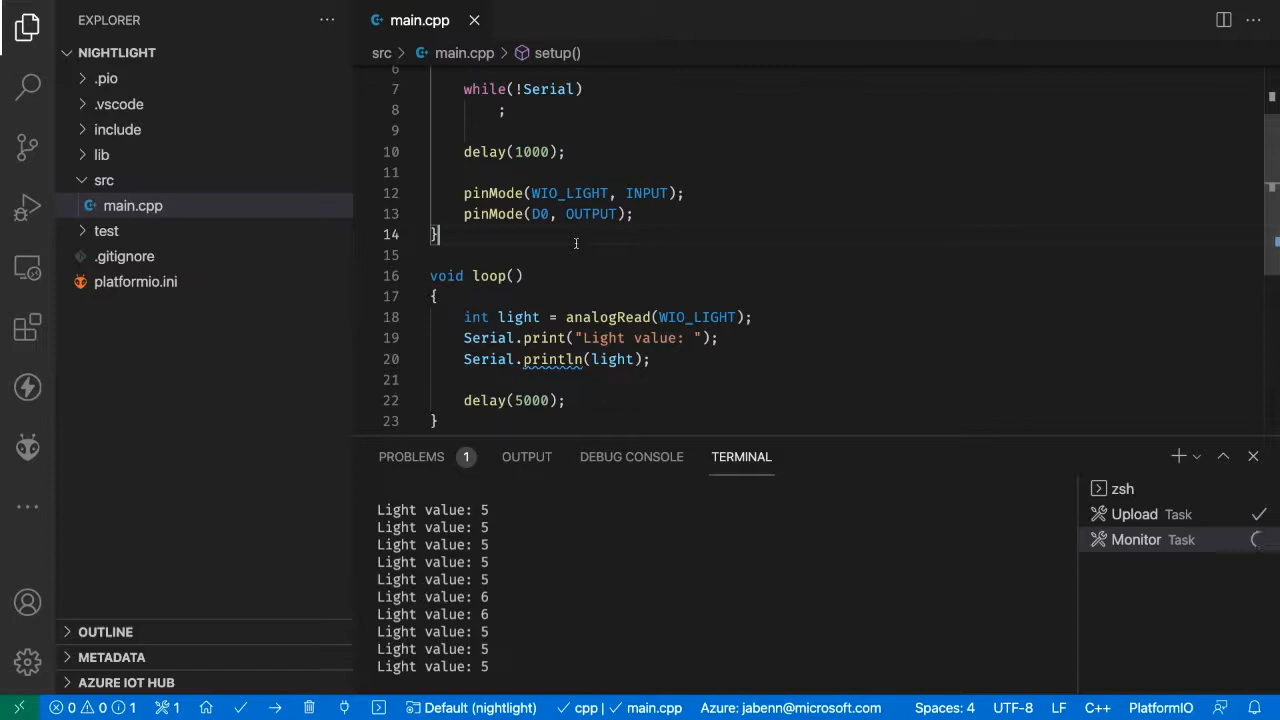 EXPLORER
NIGHTLIGHT
.pio
.vscode
include
lib
src
main.cpp
test
.gitignore
platformio.ini
OUTLINE
METADATA
AZURE IOT HUB
main.cpp
src > main.cpp > setup()
6
7 while(!Serial)
8 ;
9
10 delay(1000);
11
12 pinMode(WIO_LIGHT, INPUT);
13 pinMode(D0, OUTPUT);
14 }
15
16 void loop()
17 {
18 int light = analogRead(WIO_LIGHT);
19 Serial.print("Light value: ");
20 Serial.println(light);
21
22 delay(5000);
23 }
PROBLEMS 1 OUTPUT DEBUG CONSOLE TERMINAL
Light value: 5
Light value: 5
Light value: 5
Light value: 5
Light value: 5
Light value: 6
Light value: 6
Light value: 5
Light value: 5
Light value: 5
zsh
Upload Task
Monitor Task
0 0 1 1 Default (nightlight) cpp | main.cpp Azure: jabenn@microsoft.com Spaces: 4 UTF-8 LF C++ PlatformIO